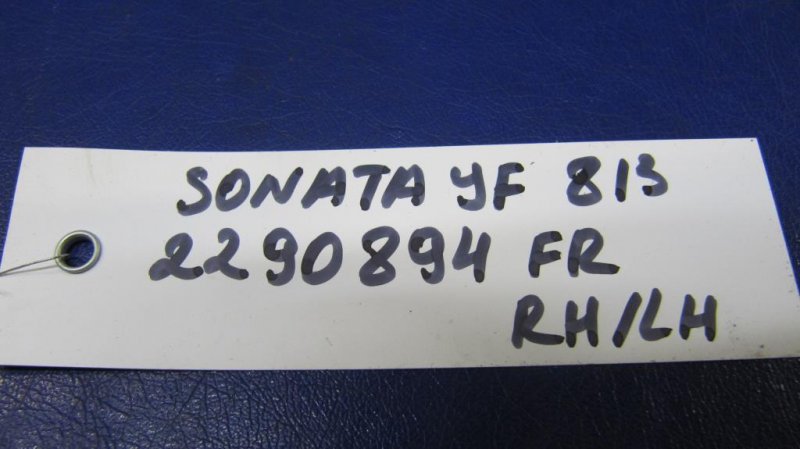 SONATA YF 813
2290894 FR
RH/LH